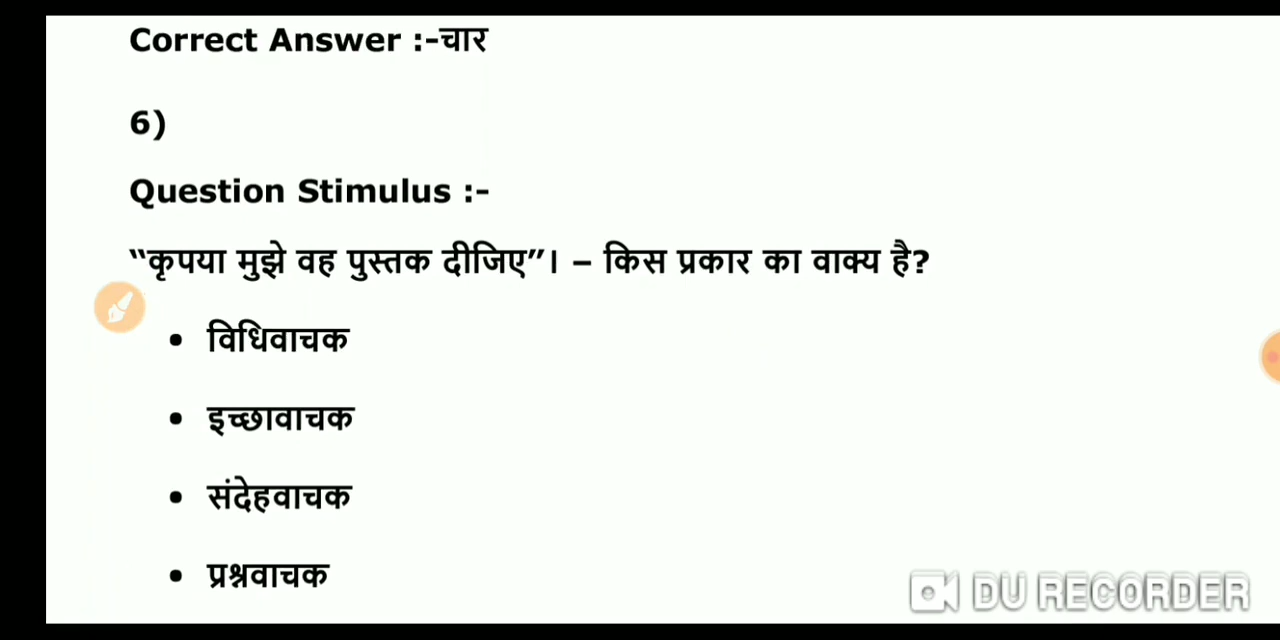 Correct Answer :-चार
6)
Question Stimulus :-
“कृपया मुझे वह पुस्तक दीजिए”। – किस प्रकार का वाक्य है?
• विधिवाचक
• इच्छावाचक
• संदेहवाचक
• प्रश्नवाचक
DU RECORDER